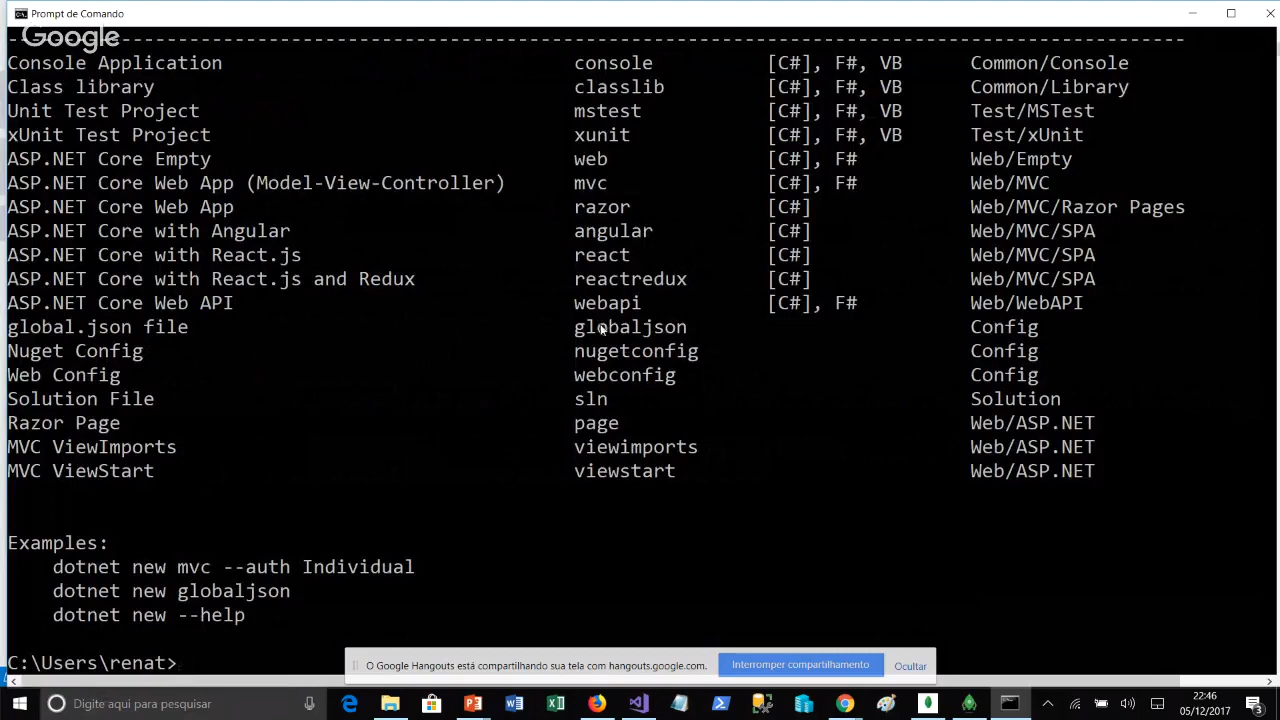 Prompt de Comando
Google
--------------------------------------------------------------------------------------------------------
Console Application console [C#], F#, VB Common/Console
Class library classlib [C#], F#, VB Common/Library
Unit Test Project mstest [C#], F#, VB Test/MSTest
xUnit Test Project xunit [C#], F#, VB Test/xUnit
ASP.NET Core Empty web [C#], F# Web/Empty
ASP.NET Core Web App (Model-View-Controller) mvc [C#], F# Web/MVC
ASP.NET Core Web App razor [C#] Web/MVC/Razor Pages
ASP.NET Core with Angular angular [C#] Web/MVC/SPA
ASP.NET Core with React.js react [C#] Web/MVC/SPA
ASP.NET Core with React.js and Redux reactredux [C#] Web/MVC/SPA
ASP.NET Core Web API webapi [C#], F# Web/WebAPI
global.json file globaljson Config
Nuget Config nugetconfig Config
Web Config webconfig Config
Solution File sln Solution
Razor Page page Web/ASP.NET
MVC ViewImports viewimports Web/ASP.NET
MVC ViewStart viewstart Web/ASP.NET
Examples:
dotnet new mvc --auth Individual
dotnet new globaljson
dotnet new --help
C:\Users\renat>
O Google Hangouts está compartilhando sua tela com hangouts.google.com. Interromper compartilhamento Ocultar
Digite aqui para pesquisar
22:46
05/12/2017
3